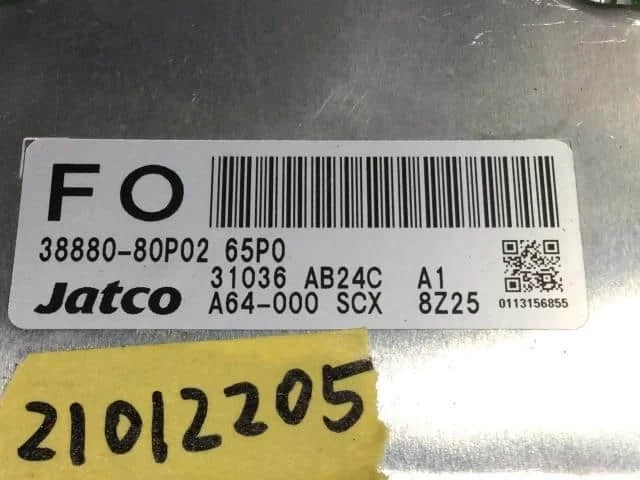 FO
38880-80P02 65P0
31036 AB24C A1
Jatco A64-000 SCX 8Z25
0113156855
21012205